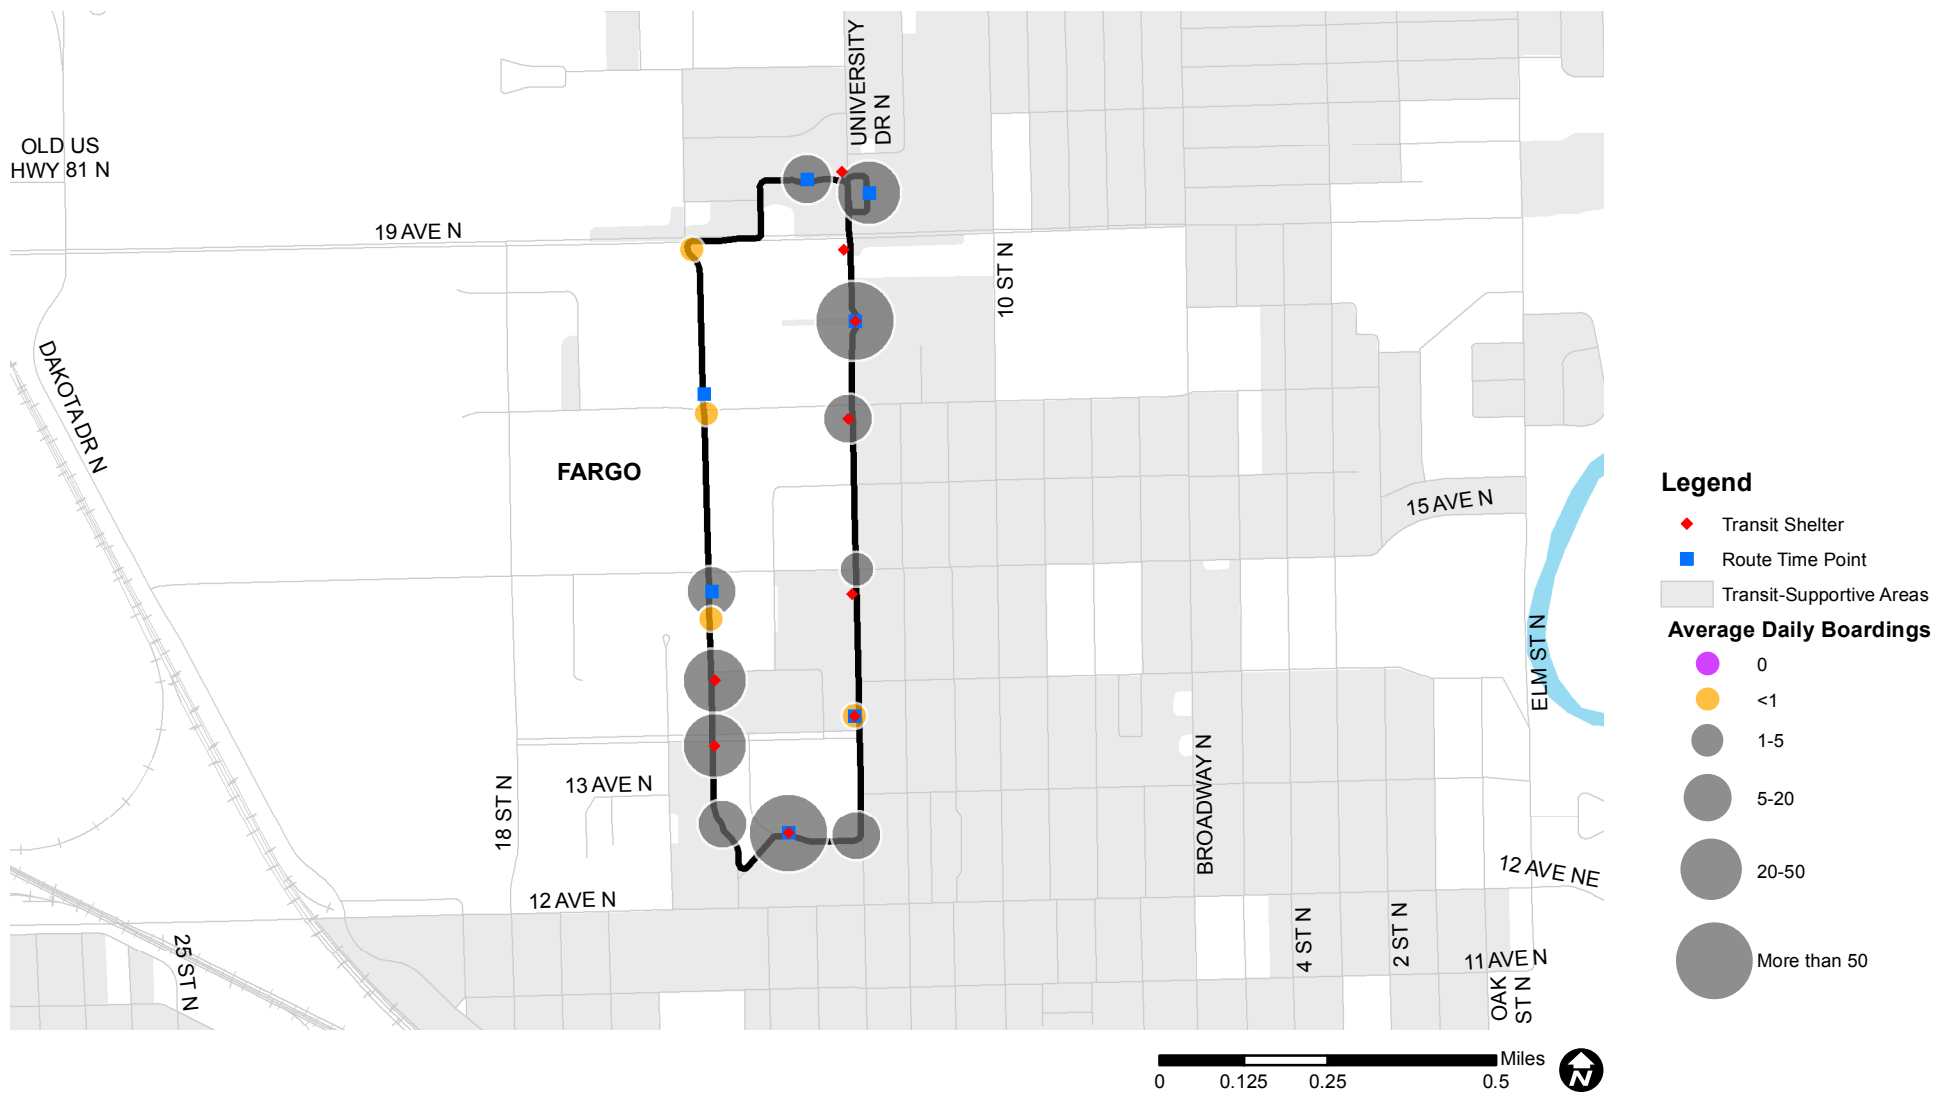 UNIVERSITY
DR N
OLD US
HWY 81 N
19 AVE N
10 ST N
DAKOTA DR N
FARGO
15 AVE N
ELM ST N
18 ST N
13 AVE N
BROADWAY N
12 AVE N
12 AVE NE
25 ST N
4 ST N
2 ST N
11 AVE N
OAK
ST N
Legend
Transit Shelter
Route Time Point
Transit-Supportive Areas
Average Daily Boardings
0
<1
1-5
5-20
20-50
More than 50
Miles
0 0.125 0.25 0.5
N